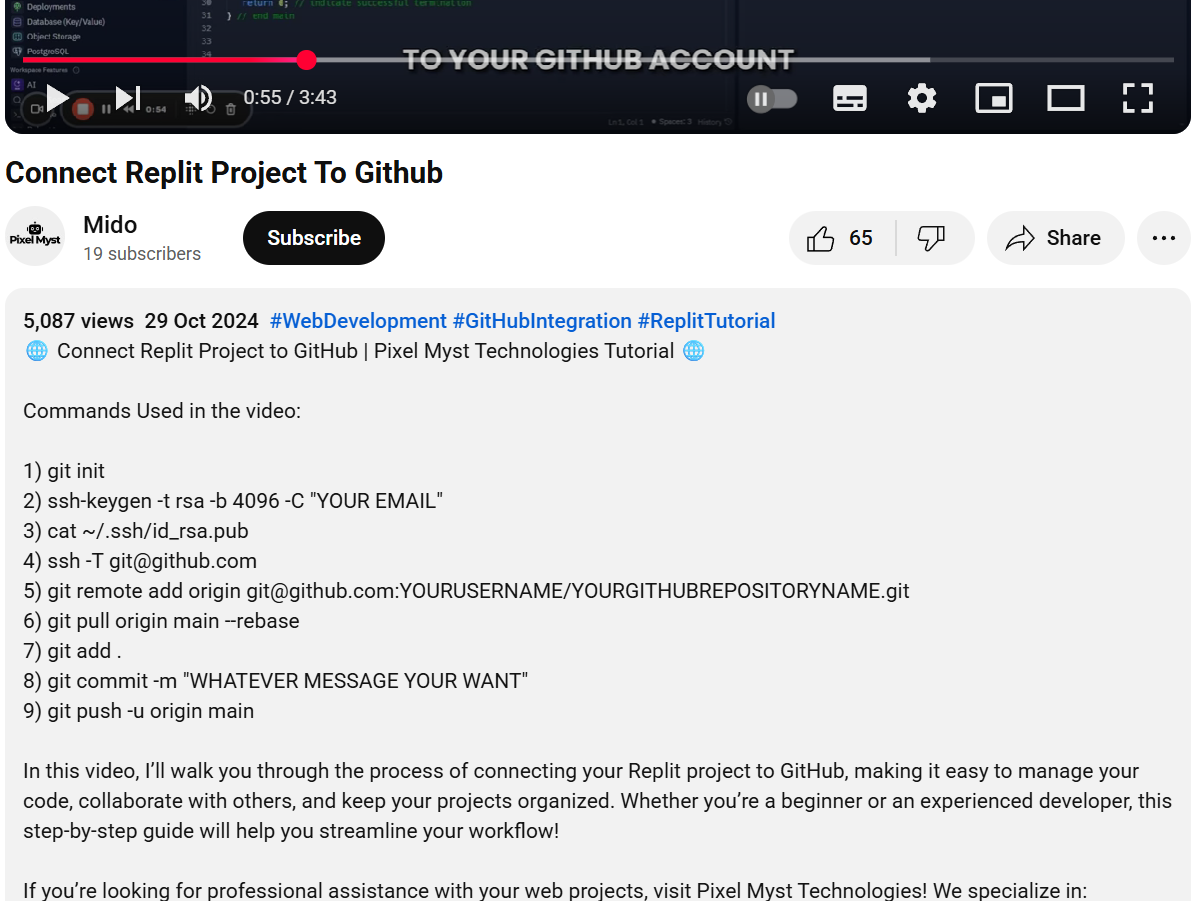 Deployments
Database (Key/Value)
Object Storage
PostgreSQL
Workspace Features
AI
30 return 0; // indicate successful termination
31 } // end main
32
33
34
TO YOUR GITHUB ACCOUNT
0:54
0:55 / 3:43
Ln 1, Col 1 • Spaces: 3 History
Connect Replit Project To Github
Pixel Myst
Mido
19 subscribers
Subscribe
65
Share
5,087 views 29 Oct 2024 #WebDevelopment #GitHubIntegration #ReplitTutorial
🌐 Connect Replit Project to GitHub | Pixel Myst Technologies Tutorial 🌐
Commands Used in the video:
1) git init
2) ssh-keygen -t rsa -b 4096 -C "YOUR EMAIL"
3) cat ~/.ssh/id_rsa.pub
4) ssh -T git@github.com
5) git remote add origin git@github.com:YOURUSERNAME/YOURGITHUBREPOSITORYNAME.git
6) git pull origin main --rebase
7) git add .
8) git commit -m "WHATEVER MESSAGE YOUR WANT"
9) git push -u origin main
In this video, I’ll walk you through the process of connecting your Replit project to GitHub, making it easy to manage your
code, collaborate with others, and keep your projects organized. Whether you’re a beginner or an experienced developer, this
step-by-step guide will help you streamline your workflow!
If you’re looking for professional assistance with your web projects, visit Pixel Myst Technologies! We specialize in: